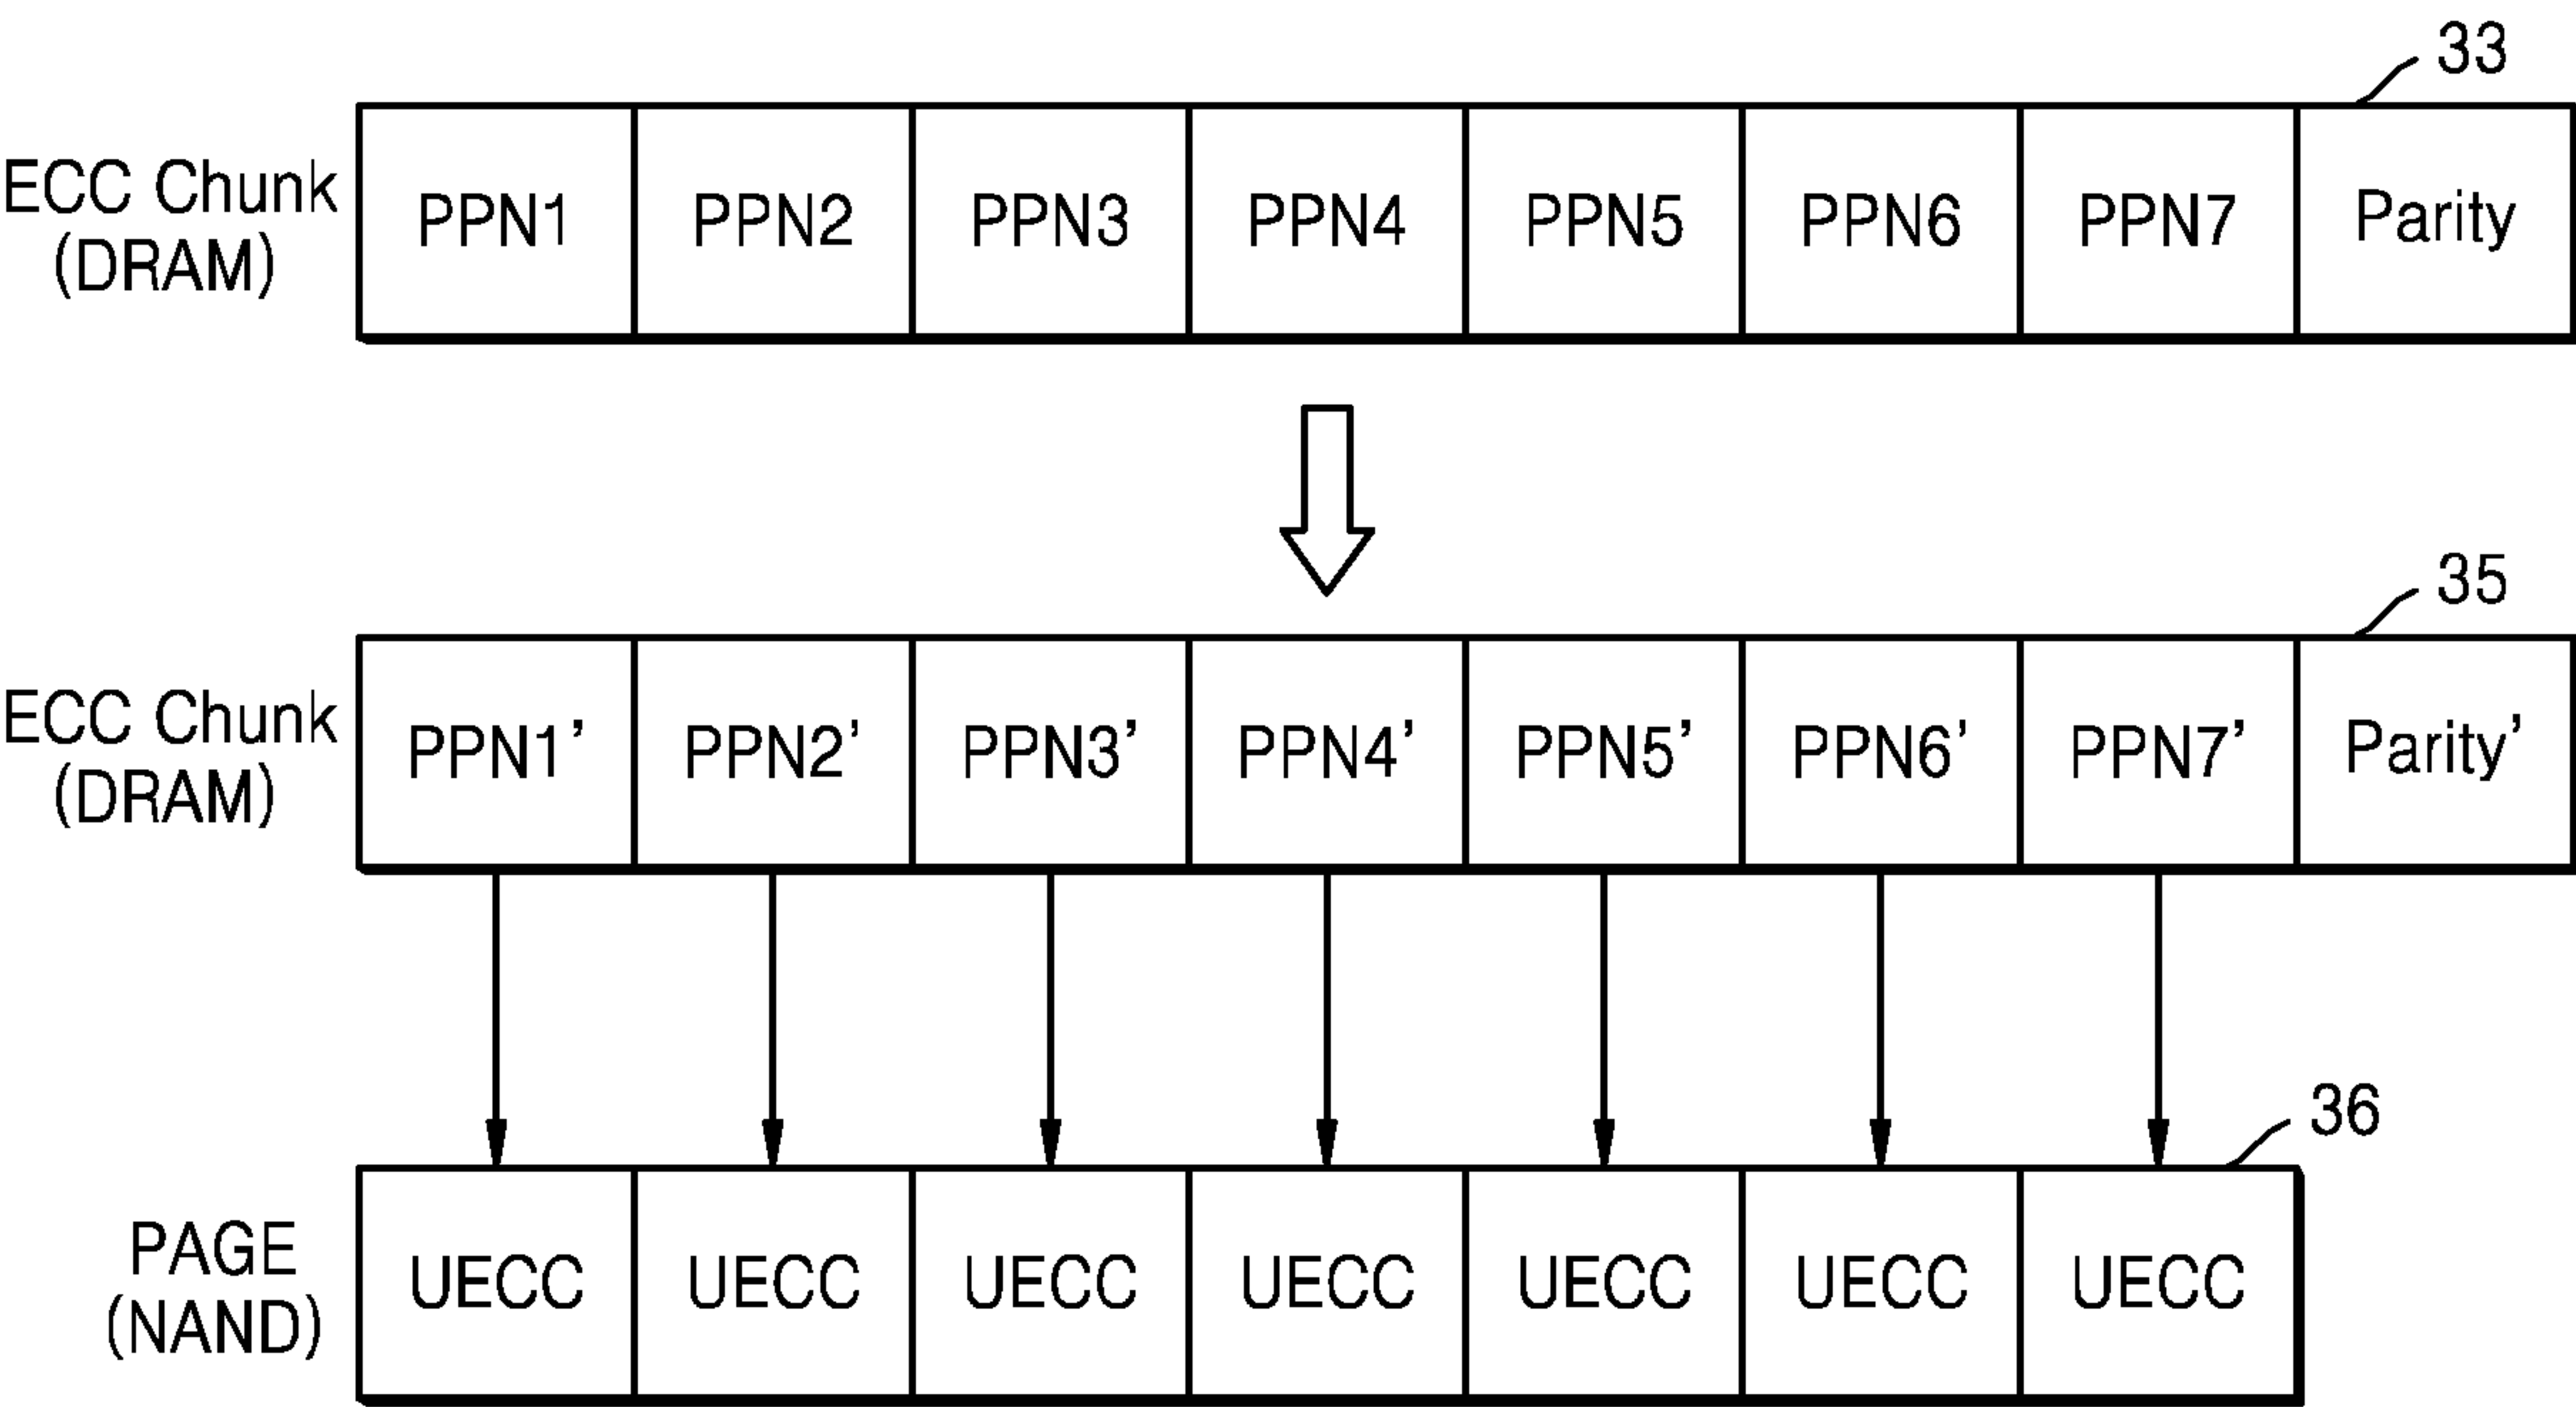 33
ECC Chunk
(DRAM)
PPN1 PPN2 PPN3 PPN4 PPN5 PPN6 PPN7 Parity
35
ECC Chunk
(DRAM)
PPN1’ PPN2’ PPN3’ PPN4’ PPN5’ PPN6’ PPN7’ Parity’
36
PAGE
(NAND)
UECC UECC UECC UECC UECC UECC UECC